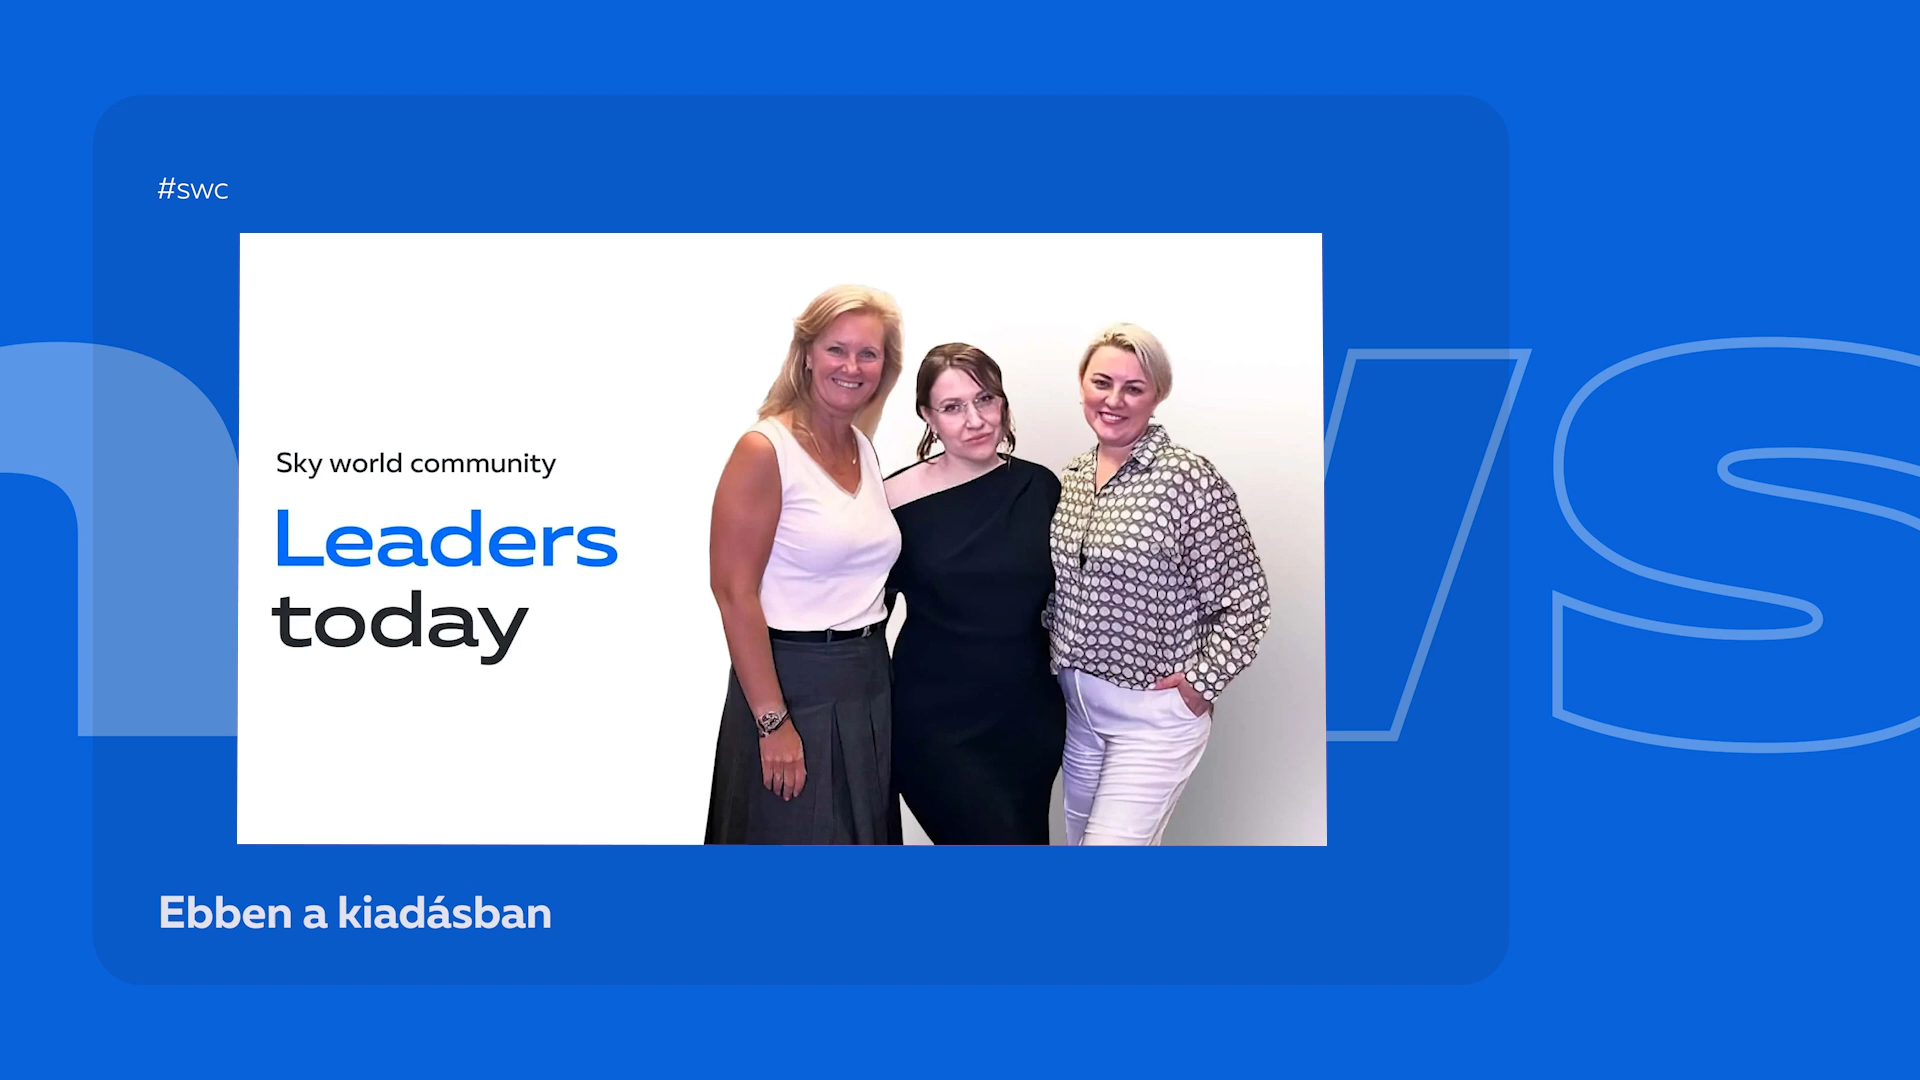 #swc
Sky world community
Leaders
today
Ebben a kiadásban